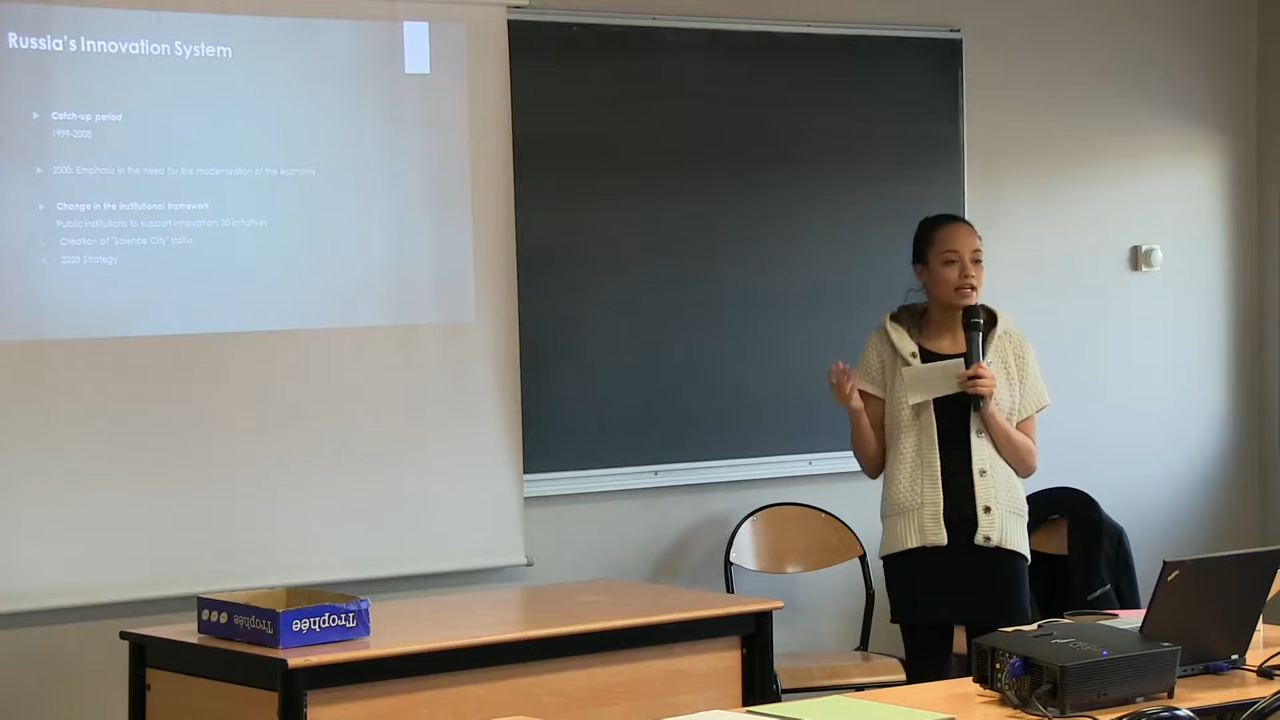 Russia's Innovation System
Catch-up period
1999-2005
2000: Emphasis in the need for the modernization of the economy
Change in the institutional framework
Public institutions to support innovation: 20 initiatives
Creation of "Science City" status
2020 Strategy
Trophée
Trophée